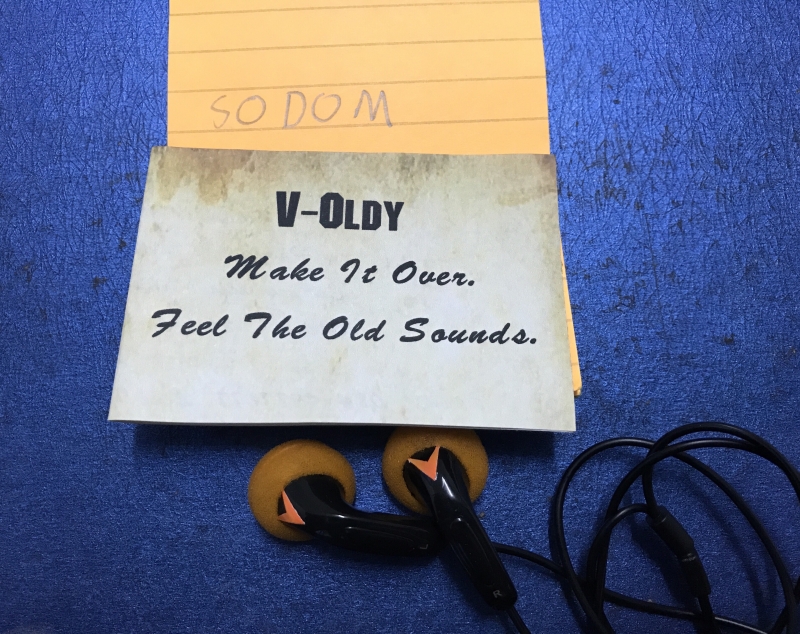 SODOM
V-OLDY
Make It Over.
Feel The Old Sounds.
R